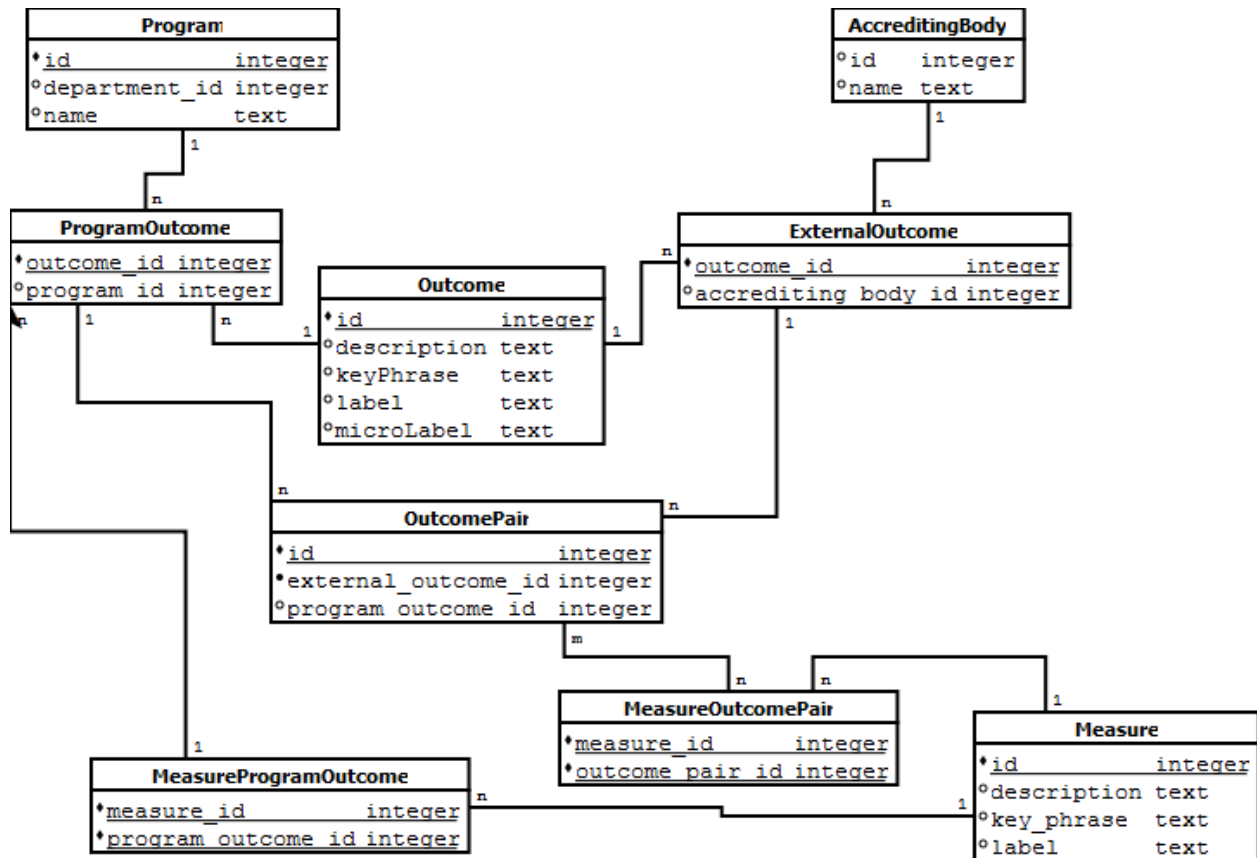 Program
id integer
department_id integer
name text
1
n
AccreditingBody
id integer
name text
1
n
ProgramOutcome
outcome_id integer
program_id integer
n
1
n
1
Outcome
id integer
description text
keyPhrase text
label text
microLabel text
1
n
ExternalOutcome
outcome_id integer
accrediting_body_id integer
1
n
n
OutcomePair
id integer
external_outcome_id integer
program_outcome_id integer
m
n
n
1
MeasureOutcomePair
measure_id integer
outcome_pair_id integer
Measure
id integer
description text
key_phrase text
label text
1
MeasureProgramOutcome
measure_id integer
program_outcome_id integer
n
1